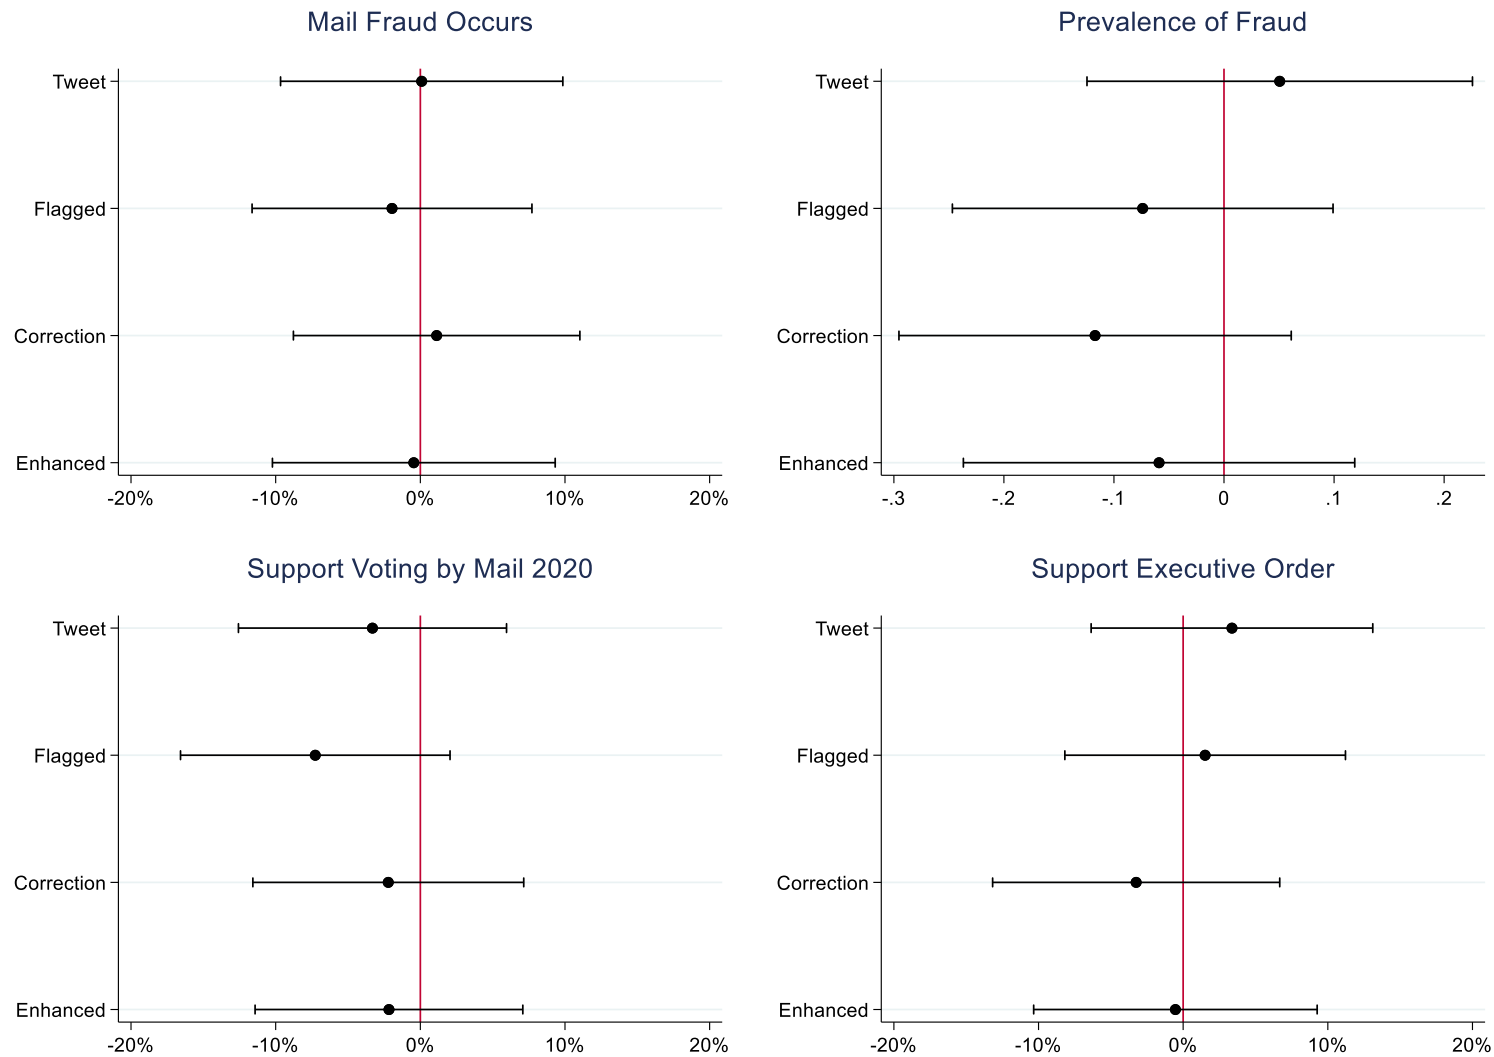 Mail Fraud Occurs
Tweet
Flagged
Correction
Enhanced
-20% -10% 0% 10% 20%
Prevalence of Fraud
Tweet
Flagged
Correction
Enhanced
-.3 -.2 -.1 0 .1 .2
Support Voting by Mail 2020
Tweet
Flagged
Correction
Enhanced
-20% -10% 0% 10% 20%
Support Executive Order
Tweet
Flagged
Correction
Enhanced
-20% -10% 0% 10% 20%